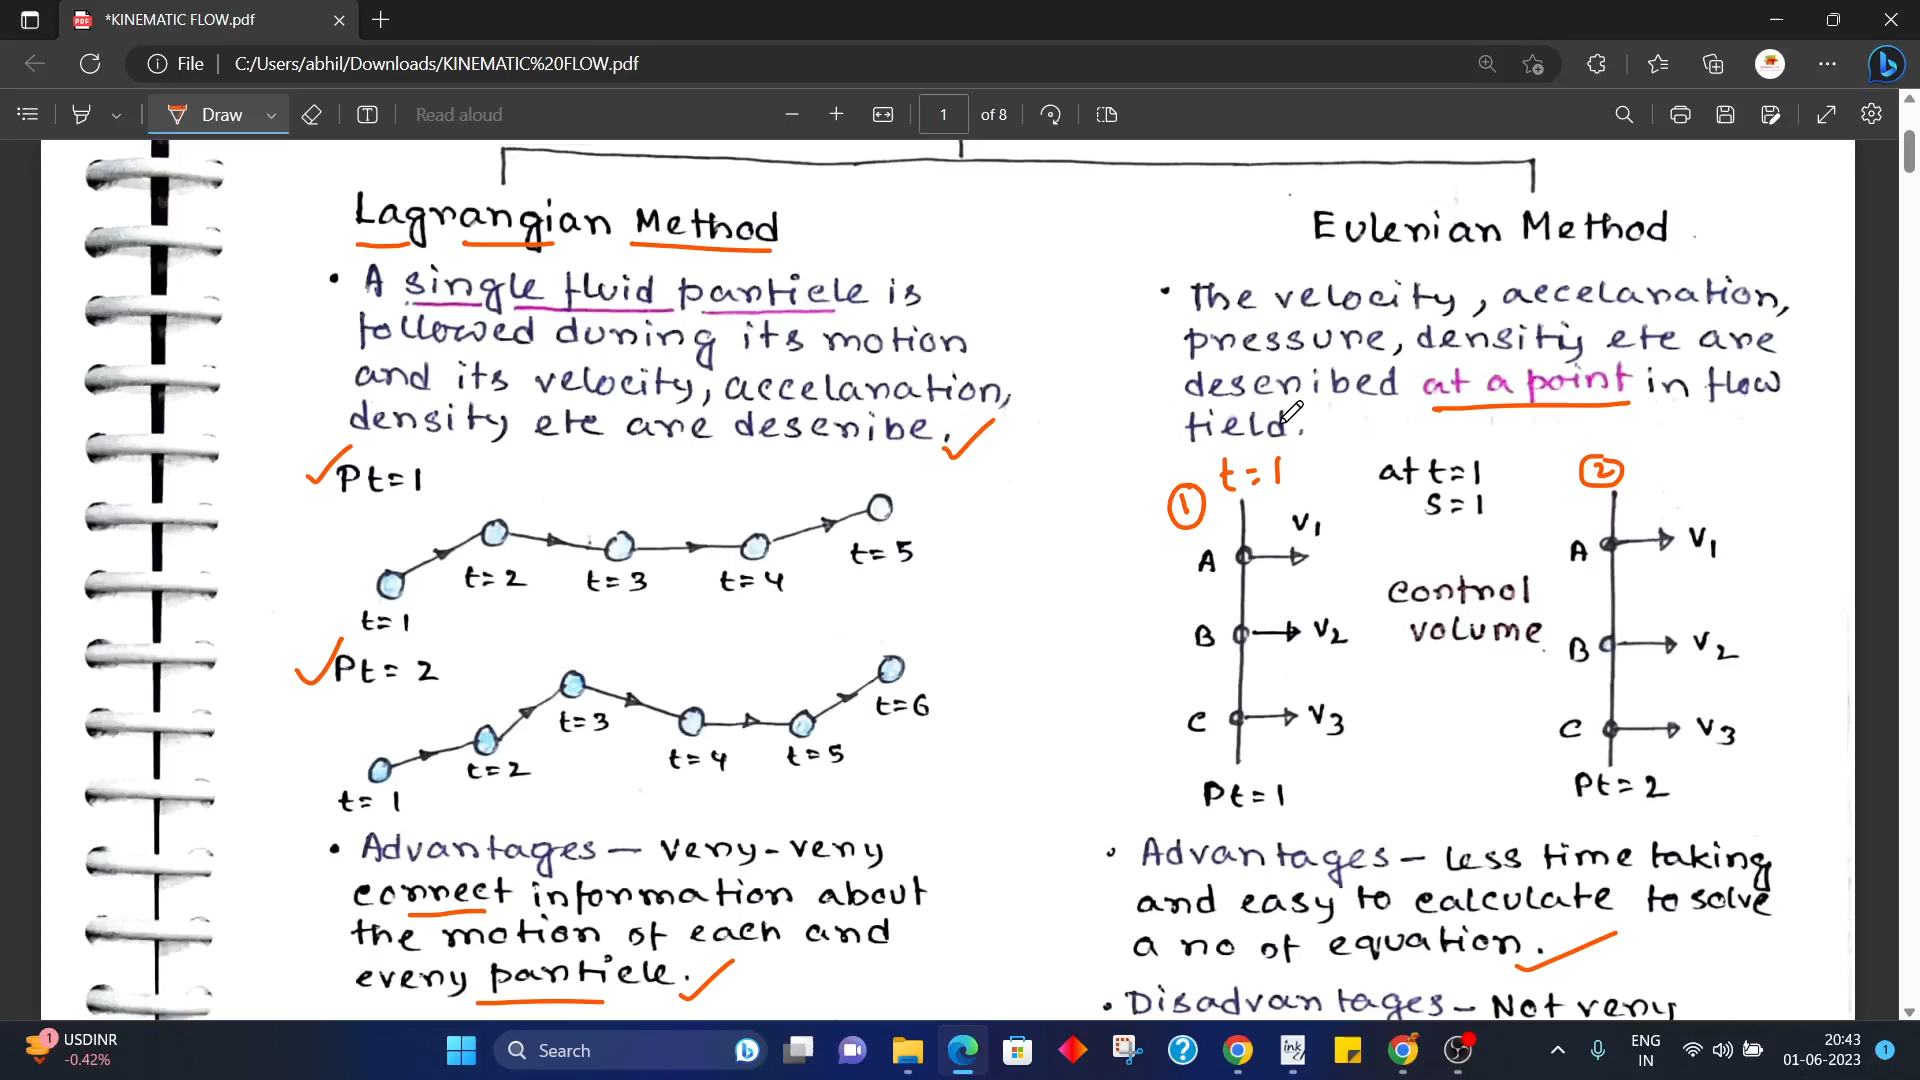 *KINEMATIC FLOW.pdf
File
C:/Users/abhil/Downloads/KINEMATIC%20FLOW.pdf
Draw
Read aloud
1
of 8
Lagrangian Method
• A single fluid particle is
followed during its motion
and its velocity, accelaration,
density etc are describe.
Pt=1
t=1
t=2
t=3
t=4
t=5
Pt=2
t=1
t=2
t=3
t=4
t=5
t=6
• Advantages – very-very
correct information about
the motion of each and
every particle.
Eulerian Method
• The velocity, accelaration,
pressure, density etc are
described at a point in flow
field.
t=1
at t=1
S=1
1
2
A
V1
B
V2
C
V3
Pt=1
control
volume
A
V1
B
V2
C
V3
Pt=2
• Advantages – less time taking
and easy to calculate to solve
a no of equation.
• Disadvantages – Not very
USDINR
-0.42%
1
Search
ink
ENG
IN
20:43
01-06-2023
1